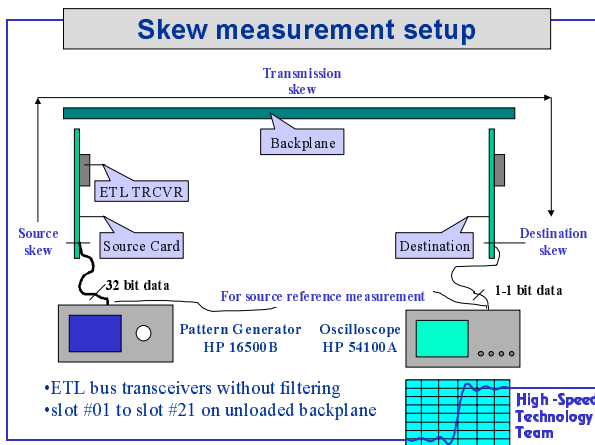 Skew measurement setup
Transmission
skew
Backplane
ETL TRCVR
Source
skew
Source Card
Destination
Destination
skew
32 bit data
1-1 bit data
For source reference measurement
Pattern Generator
HP 16500B
Oscilloscope
HP 54100A
•ETL bus transceivers without filtering
•slot #01 to slot #21 on unloaded backplane
High -Speed
Technology
Team